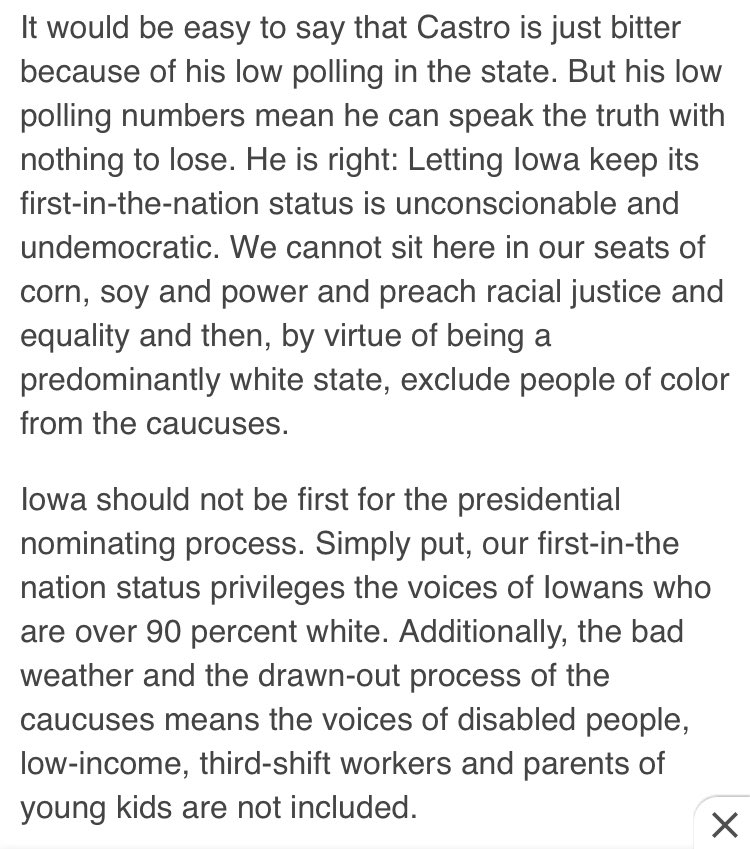 It would be easy to say that Castro is just bitter
because of his low polling in the state. But his low
polling numbers mean he can speak the truth with
nothing to lose. He is right: Letting Iowa keep its
first-in-the-nation status is unconscionable and
undemocratic. We cannot sit here in our seats of
corn, soy and power and preach racial justice and
equality and then, by virtue of being a
predominantly white state, exclude people of color
from the caucuses.
Iowa should not be first for the presidential
nominating process. Simply put, our first-in-the
nation status privileges the voices of Iowans who
are over 90 percent white. Additionally, the bad
weather and the drawn-out process of the
caucuses means the voices of disabled people,
low-income, third-shift workers and parents of
young kids are not included.